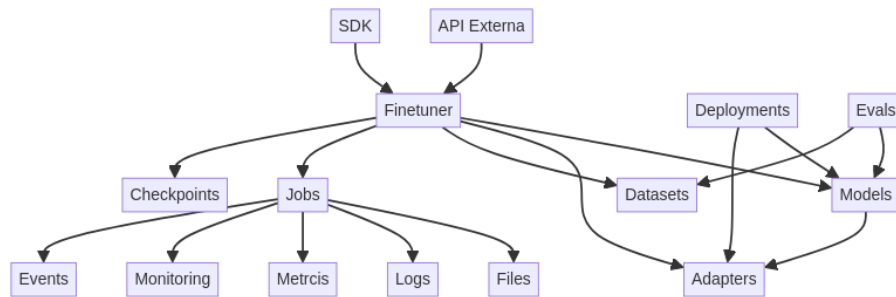 SDK
API Externa
Finetuner
Deployments
Evals
Checkpoints
Jobs
Datasets
Models
Events
Monitoring
Metrcis
Logs
Files
Adapters